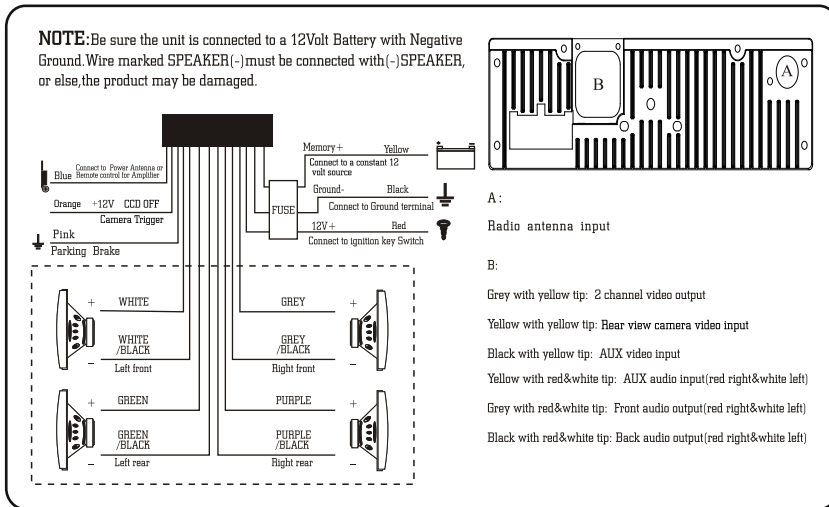 NOTE:Be sure the unit is connected to a 12Volt Battery with Negative
Ground.Wire marked SPEAKER(-)must be connected with(-)SPEAKER,
or else,the product may be damaged.
Blue
Connect to Power Antenna or
Remote control for Amplifier
Orange +12V CCD OFF
Camera Trigger
Pink
Parking Brake
FUSE
Memory+ Yellow
Connect to a constant 12
volt source
Ground- Black
Connect to Ground terminal
12V+ Red
Connect to ignition key Switch
+ -
+ WHITE
WHITE
/BLACK
-
Left front
GREY +
GREY
/BLACK
-
Right front
+ GREEN
GREEN
/BLACK
-
Left rear
PURPLE +
PURPLE
/BLACK
-
Right rear
B
A
A:
Radio antenna input
B:
Grey with yellow tip: 2 channel video output
Yellow with yellow tip: Rear view camera video input
Black with yellow tip: AUX video input
Yellow with red&white tip: AUX audio input(red right&white left)
Grey with red&white tip: Front audio output(red right&white left)
Black with red&white tip: Back audio output(red right&white left)